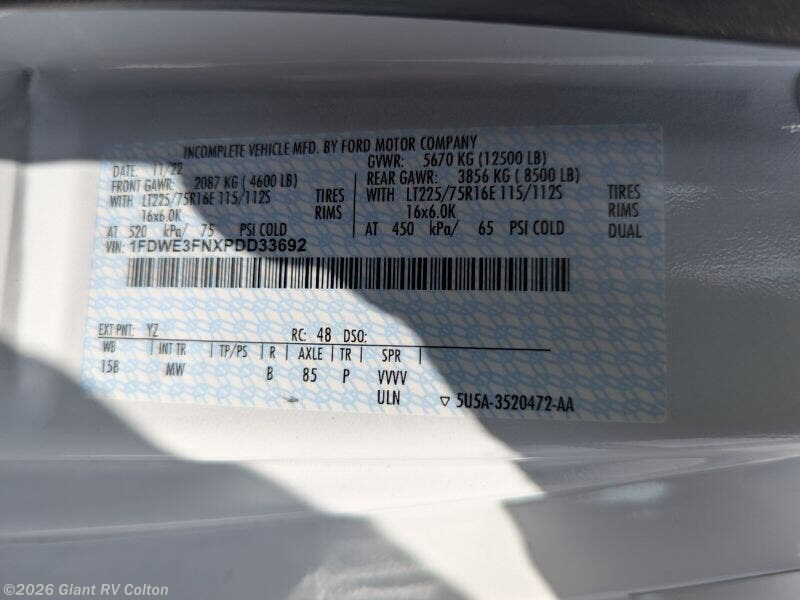 INCOMPLETE VEHICLE MFD. BY FORD MOTOR COMPANY
DATE: 11/22 GVWR: 5670 KG (12500 LB)
FRONT GAWR: 2087 KG ( 4600 LB) REAR GAWR: 3856 KG ( 8500 LB)
WITH LT225/75R16E 115/112S TIRES WITH LT225/75R16E 115/112S TIRES
16x6.0K RIMS 16x6.0K RIMS
AT 520 kPa/ 75 PSI COLD AT 450 kPa/ 65 PSI COLD DUAL
VIN: 1FDWE3FNXPDD33692
EXT PNT: YZ RC: 48 DSO:
WB INT TR TP/PS R AXLE TR SPR
158 MW B 85 P VVVV
ULN ▽ 5U5A-3520472-AA
©2026 Giant RV Colton